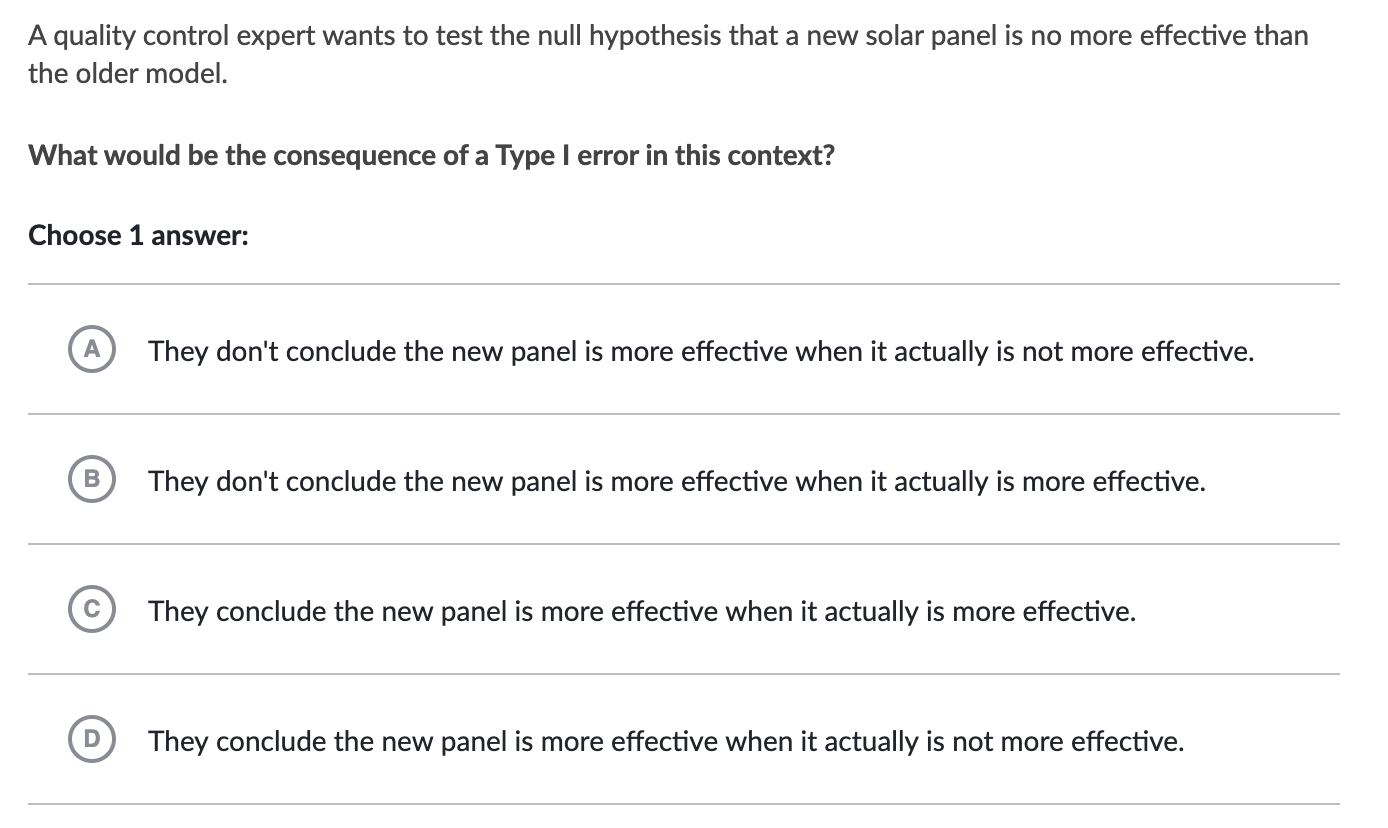 A quality control expert wants to test the null hypothesis that a new solar panel is no more effective than
the older model.
What would be the consequence of a Type I error in this context?
Choose 1 answer:
A They don't conclude the new panel is more effective when it actually is not more effective.
B They don't conclude the new panel is more effective when it actually is more effective.
C They conclude the new panel is more effective when it actually is more effective.
D They conclude the new panel is more effective when it actually is not more effective.